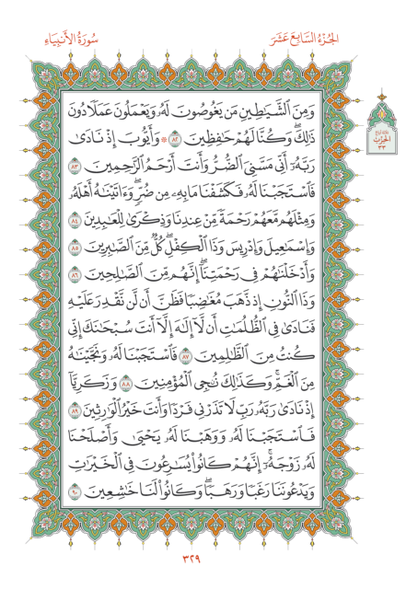 الجُزْءُ السَّابِعَ عَشَرَ
سُورَةُ الأَنبِيَاءِ
وَمِنَ ٱلشَّيَٰطِينِ مَن يَغُوصُونَ لَهُۥ وَيَعْمَلُونَ عَمَلًا دُونَ
ذَٰلِكَۖ وَكُنَّا لَهُمْ حَٰفِظِينَ ٨٢ ۞ وَأَيُّوبَ إِذْ نَادَىٰ
رَبَّهُۥٓ أَنِّي مَسَّنِيَ ٱلضُّرُّ وَأَنتَ أَرْحَمُ ٱلرَّٰحِمِينَ ٨٣
فَٱسْتَجَبْنَا لَهُۥ فَكَشَفْنَا مَا بِهِۦ مِن ضُرٍّۖ وَءَاتَيْنَٰهُ أَهْلَهُۥ
وَمِثْلَهُم مَّعَهُمْ رَحْمَةً مِّنْ عِندِنَا وَذِكْرَىٰ لِلْعَٰبِدِينَ ٨٤
وَإِسْمَٰعِيلَ وَإِدْرِيسَ وَذَا ٱلْكِفْلِۖ كُلٌّ مِّنَ ٱلصَّٰبِرِينَ ٨٥
وَأَدْخَلْنَٰهُمْ فِي رَحْمَتِنَآۖ إِنَّهُم مِّنَ ٱلصَّٰلِحِينَ ٨٦
وَذَا ٱلنُّونِ إِذ ذَّهَبَ مُغَٰضِبًا فَظَنَّ أَن لَّن نَّقْدِرَ عَلَيْهِ
فَنَادَىٰ فِي ٱلظُّلُمَٰتِ أَن لَّآ إِلَٰهَ إِلَّآ أَنتَ سُبْحَٰنَكَ إِنِّي
كُنتُ مِنَ ٱلظَّٰلِمِينَ ٨٧ فَٱسْتَجَبْنَا لَهُۥ وَنَجَّيْنَٰهُ
مِنَ ٱلْغَمِّۚ وَكَذَٰلِكَ نُـۨجِي ٱلْمُؤْمِنِينَ ٨٨ وَزَكَرِيَّآ
إِذْ نَادَىٰ رَبَّهُۥ رَبِّ لَا تَذَرْنِي فَرْدًا وَأَنتَ خَيْرُ ٱلْوَٰرِثِينَ ٨٩
فَٱسْتَجَبْنَا لَهُۥ وَوَهَبْنَا لَهُۥ يَحْيَىٰ وَأَصْلَحْنَا
لَهُۥ زَوْجَهُۥٓۚ إِنَّهُمْ كَانُوا۟ يُسَٰرِعُونَ فِي ٱلْخَيْرَٰتِ
وَيَدْعُونَنَا رَغَبًا وَرَهَبًاۖ وَكَانُوا۟ لَنَا خَٰشِعِينَ ٩٠
الحِزْب
٣٣
٣٢٩